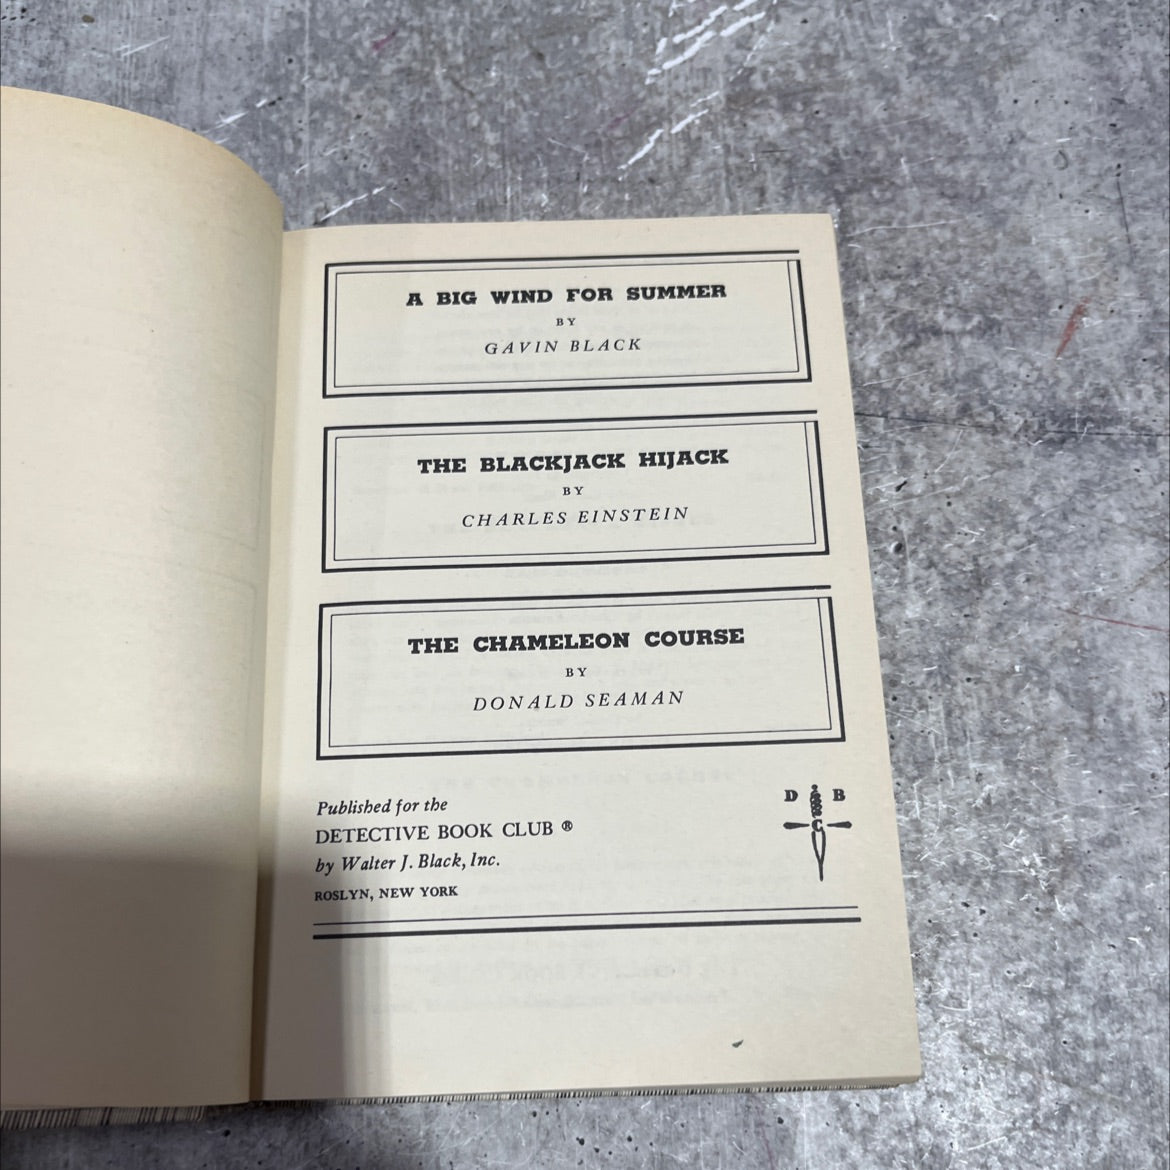 A BIG WIND FOR SUMMER
BY
GAVIN BLACK
THE BLACKJACK HIJACK
BY
CHARLES EINSTEIN
THE CHAMELEON COURSE
BY
DONALD SEAMAN
Published for the
DETECTIVE BOOK CLUB ®
by Walter J. Black, Inc.
ROSLYN, NEW YORK
D B
C